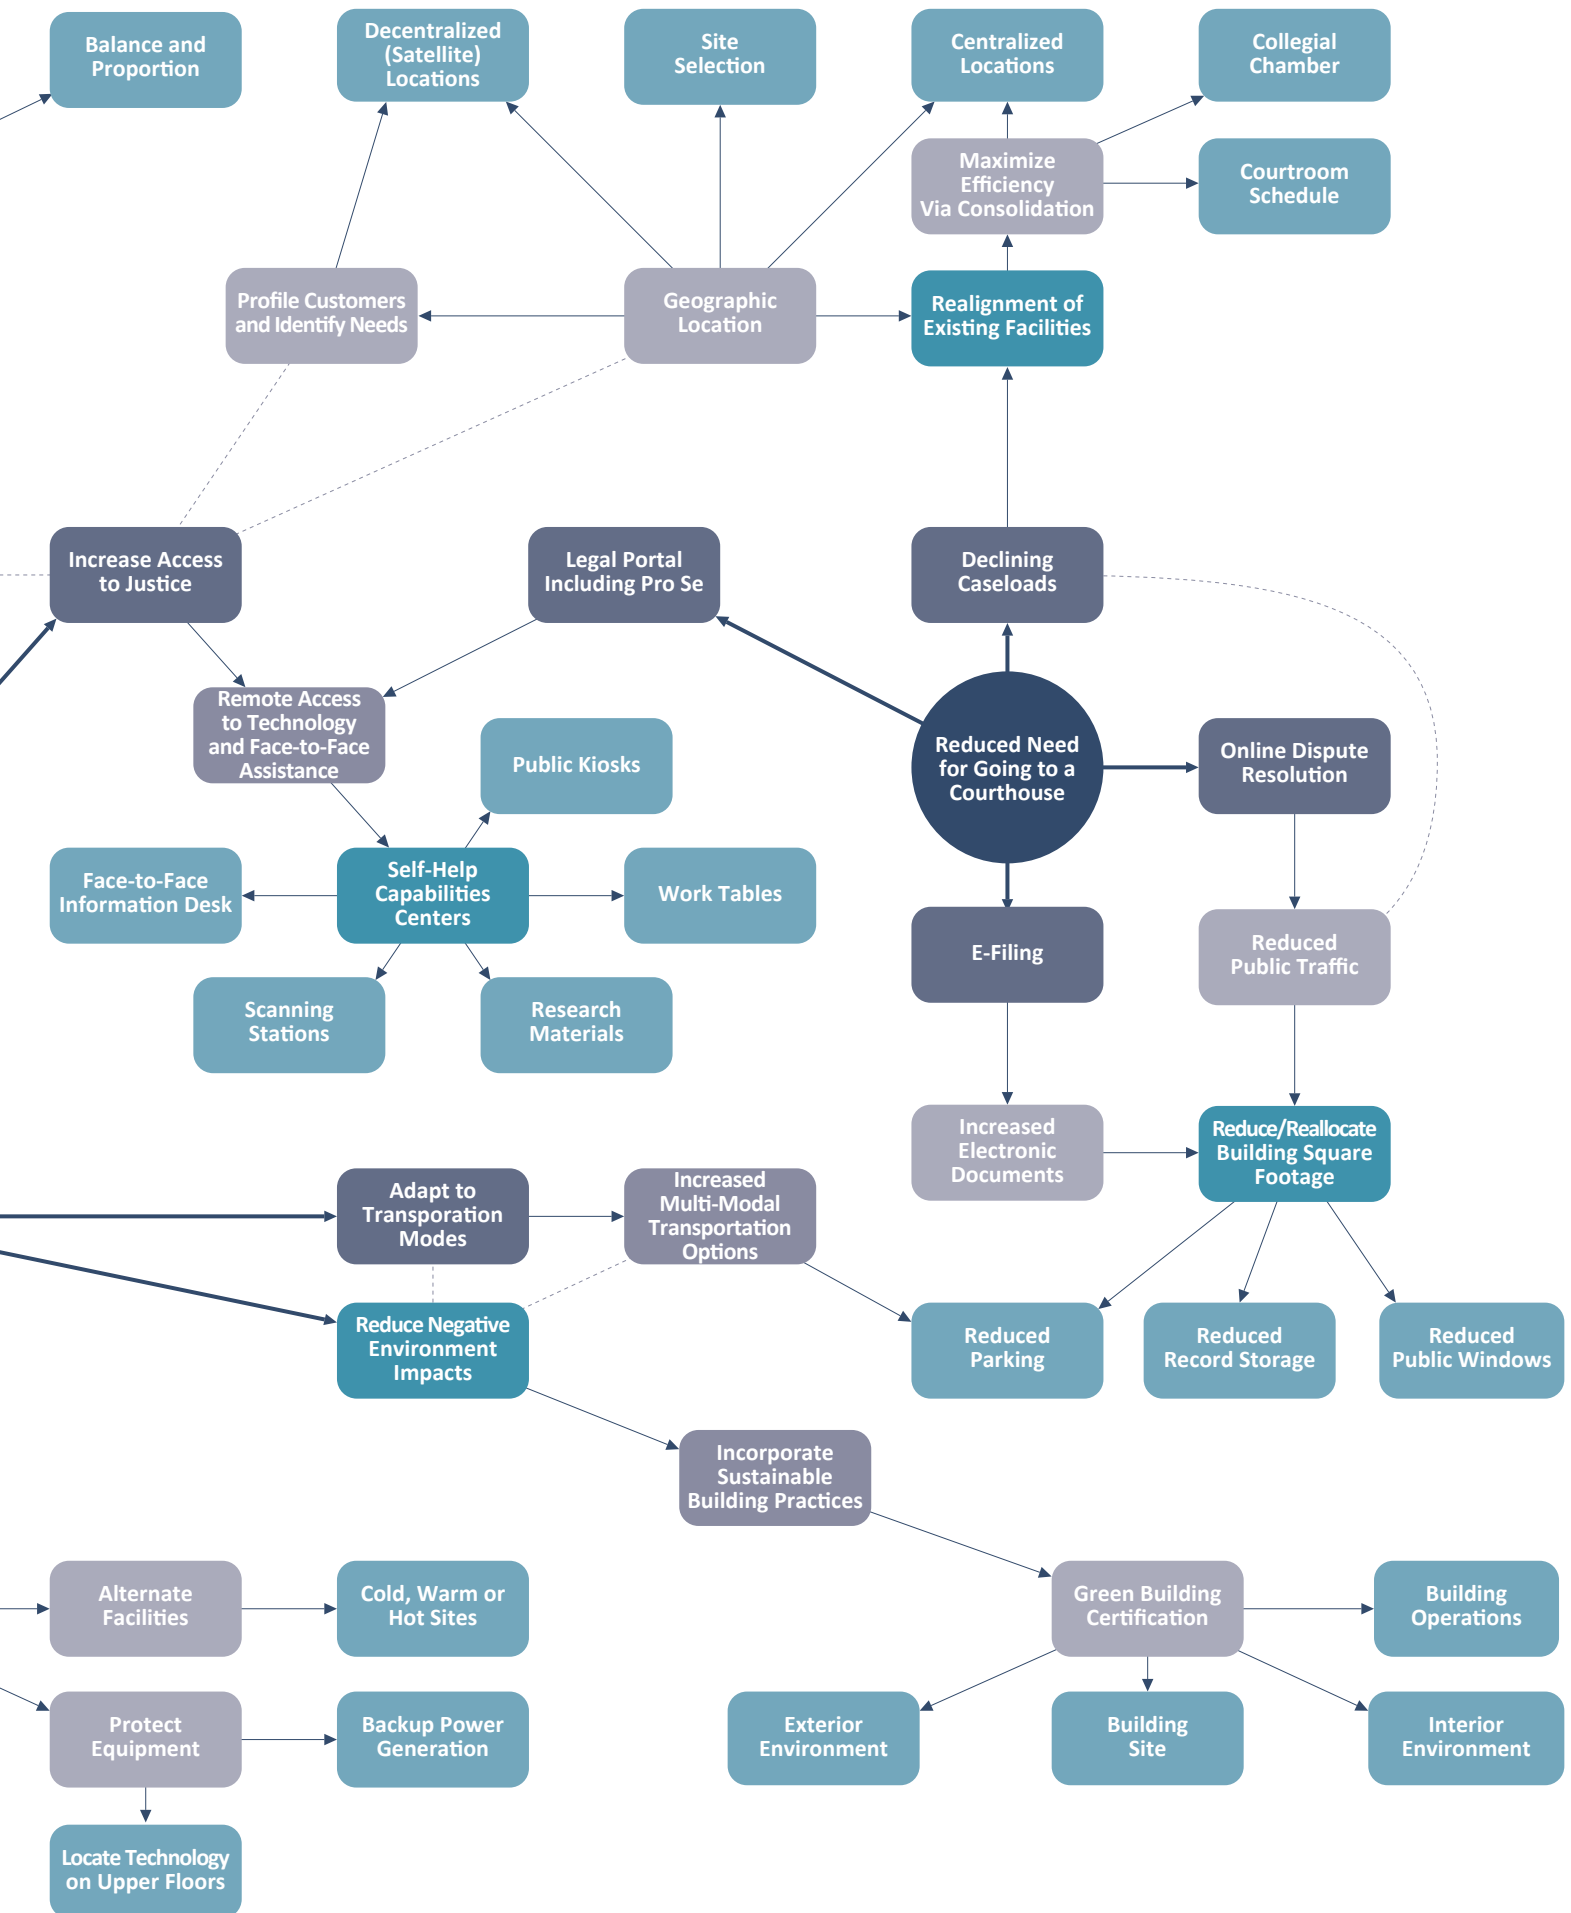 Balance and
Proportion
Decentralized
(Satellite)
Locations
Site
Selection
Centralized
Locations
Collegial
Chamber
Maximize
Efficiency
Via Consolidation
Courtroom
Schedule
Profile Customers
and Identify Needs
Geographic
Location
Realignment of
Existing Facilities
Increase Access
to Justice
Legal Portal
Including Pro Se
Declining
Caseloads
Remote Access
to Technology
and Face-to-Face
Assistance
Public Kiosks
Reduced Need
for Going to a
Courthouse
Online Dispute
Resolution
Face-to-Face
Information Desk
Self-Help
Capabilities
Centers
Work Tables
E-Filing
Reduced
Public Traffic
Scanning
Stations
Research
Materials
Increased
Electronic
Documents
Reduce/Reallocate
Building Square
Footage
Adapt to
Transporation
Modes
Increased
Multi-Modal
Transportation
Options
Reduce Negative
Environment
Impacts
Reduced
Parking
Reduced
Record Storage
Reduced
Public Windows
Incorporate
Sustainable
Building Practices
Alternate
Facilities
Cold, Warm or
Hot Sites
Green Building
Certification
Building
Operations
Protect
Equipment
Backup Power
Generation
Exterior
Environment
Building
Site
Interior
Environment
Locate Technology
on Upper Floors